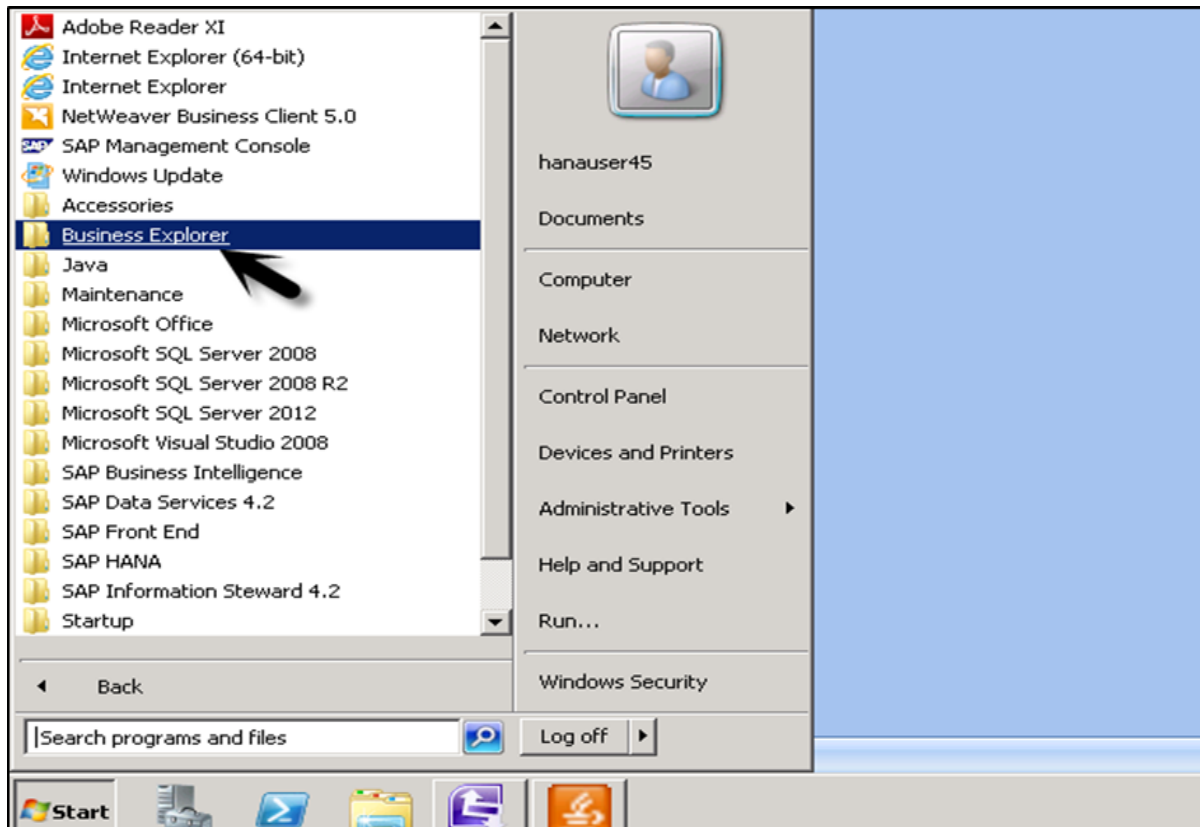 Adobe Reader XI
Internet Explorer (64-bit)
Internet Explorer
NetWeaver Business Client 5.0
SAP Management Console
Windows Update
Accessories
Business Explorer
Java
Maintenance
Microsoft Office
Microsoft SQL Server 2008
Microsoft SQL Server 2008 R2
Microsoft SQL Server 2012
Microsoft Visual Studio 2008
SAP Business Intelligence
SAP Data Services 4.2
SAP Front End
SAP HANA
SAP Information Steward 4.2
Startup
Back
Search programs and files
hanauser45
Documents
Computer
Network
Control Panel
Devices and Printers
Administrative Tools
Help and Support
Run...
Windows Security
Log off
Start